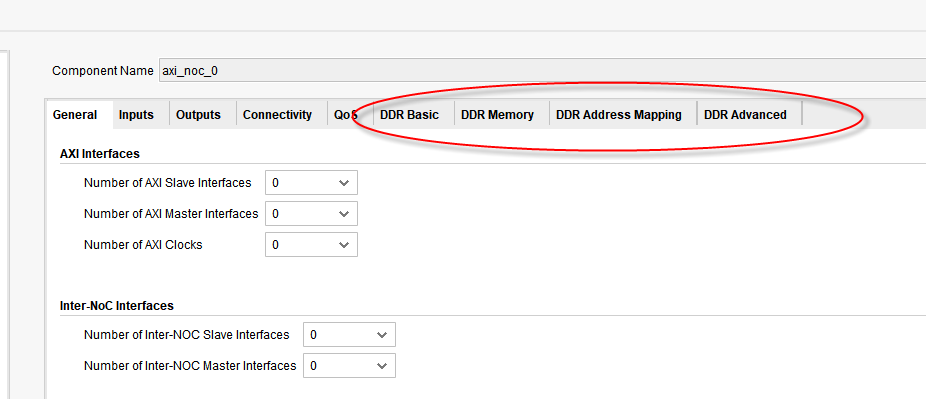 Component Name axi_noc_0
General Inputs Outputs Connectivity QoS DDR Basic DDR Memory DDR Address Mapping DDR Advanced
AXI Interfaces
Number of AXI Slave Interfaces 0
Number of AXI Master Interfaces 0
Number of AXI Clocks 0
Inter-NoC Interfaces
Number of Inter-NOC Slave Interfaces 0
Number of Inter-NOC Master Interfaces 0